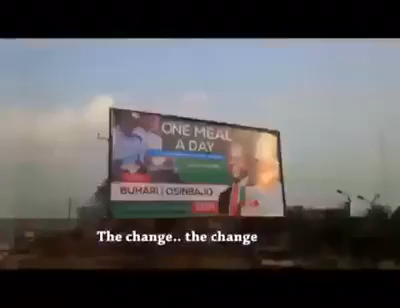 ONE MEAL
A DAY
BUHARI | OSINBAJO
The change.. the change